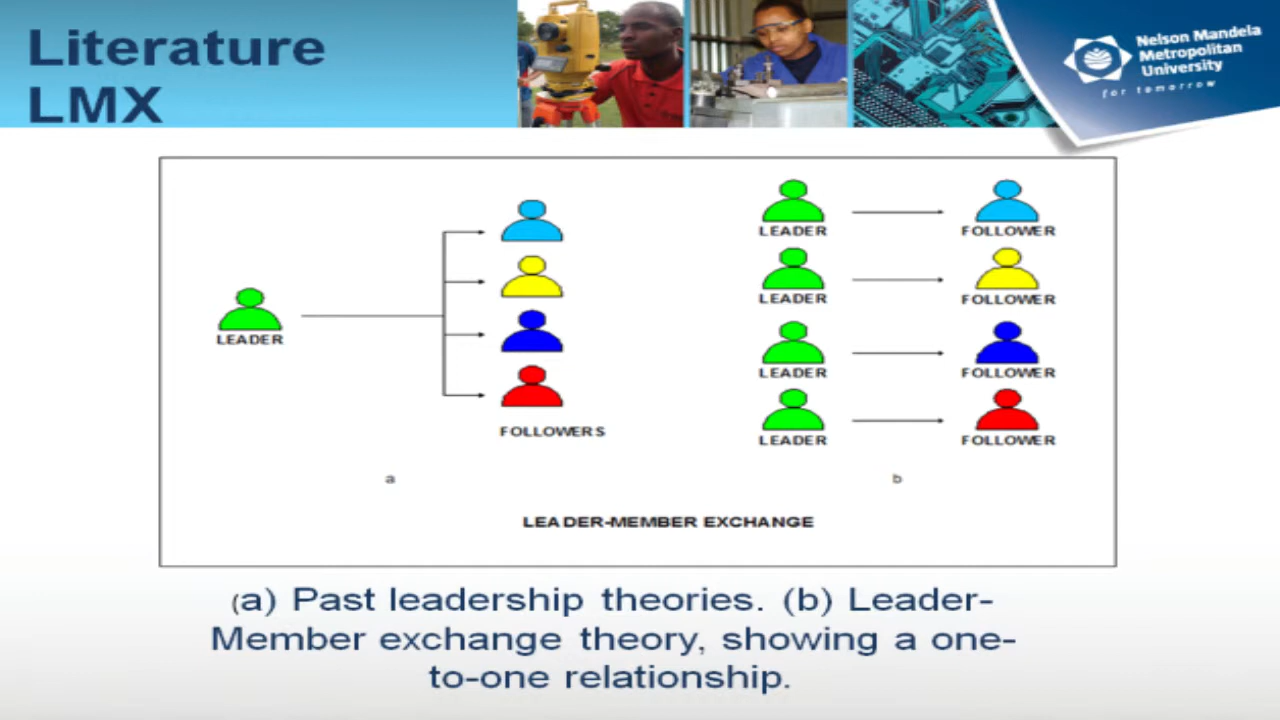 Literature
LMX
Nelson Mandela
Metropolitan
University
for tomorrow
LEADER
FOLLOWERS
a
LEADER
FOLLOWER
LEADER
FOLLOWER
LEADER
FOLLOWER
LEADER
FOLLOWER
b
LEADER-MEMBER EXCHANGE
(a) Past leadership theories. (b) Leader-
Member exchange theory, showing a one-
to-one relationship.